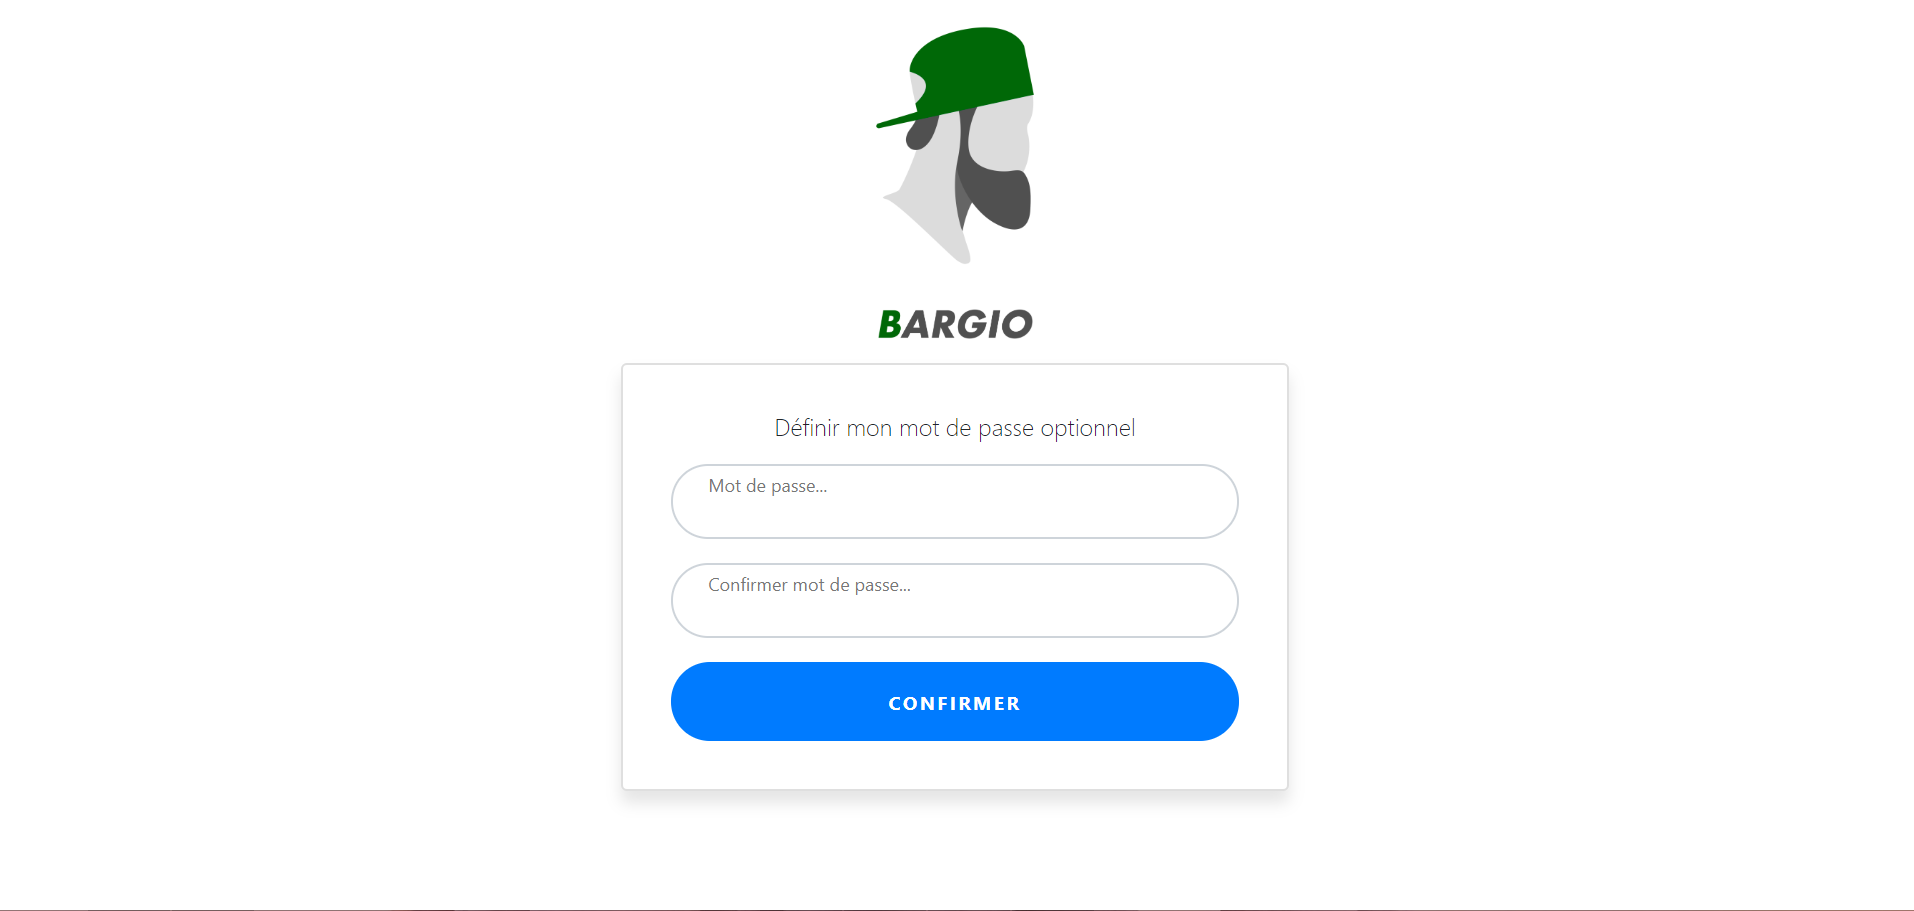 BARGIO
Définir mon mot de passe optionnel
Mot de passe...
Confirmer mot de passe...
CONFIRMER